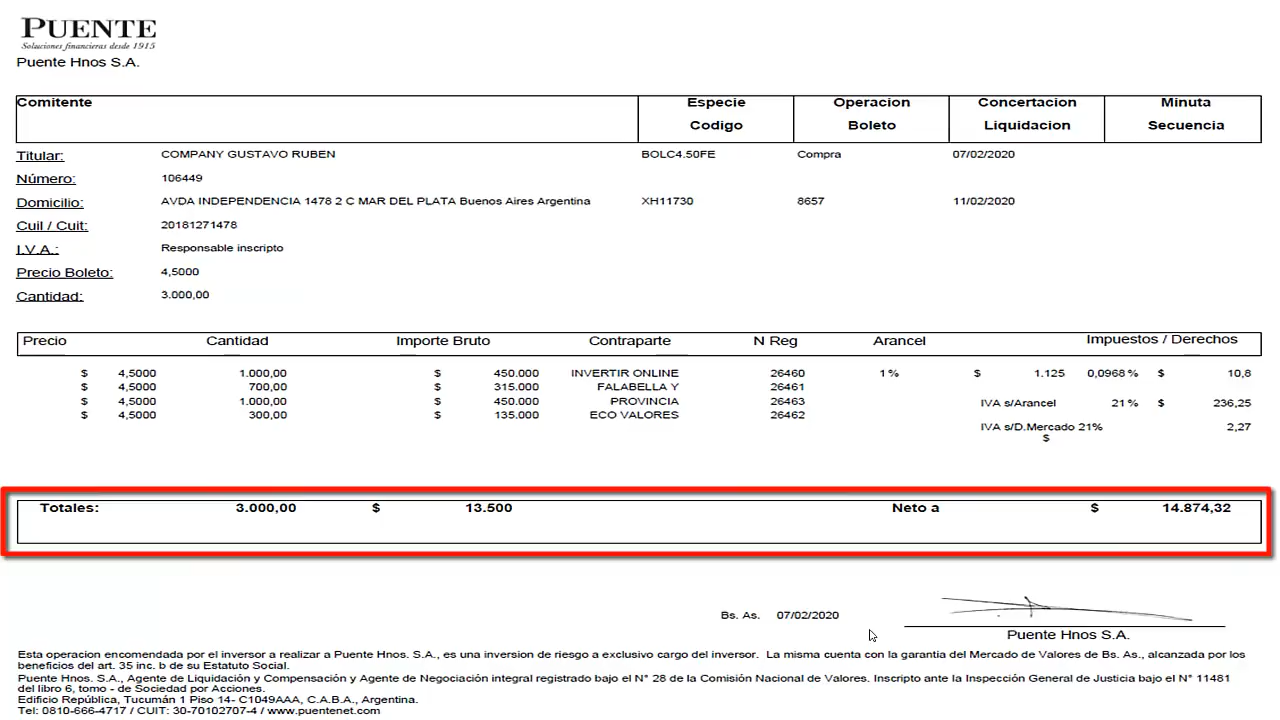 PUENTE
Soluciones financieras desde 1915
Puente Hnos S.A.
Comitente Especie Operacion Concertacion Minuta
Codigo Boleto Liquidacion Secuencia
Titular: COMPANY GUSTAVO RUBEN BOLC4.50FE Compra 07/02/2020
Número: 106449
Domicilio: AVDA INDEPENDENCIA 1478 2 C MAR DEL PLATA Buenos Aires Argentina XH11730 8657 11/02/2020
Cuil / Cuit: 20181271478
I.V.A.: Responsable inscripto
Precio Boleto: 4,5000
Cantidad: 3.000,00
Precio Cantidad Importe Bruto Contraparte N Reg Arancel Impuestos / Derechos
$ 4,5000 1.000,00 $ 450.000 INVERTIR ONLINE 26460 1% $ 1.125 0,0968% $ 10,8
$ 4,5000 700,00 $ 315.000 FALABELLA Y 26461
$ 4,5000 1.000,00 $ 450.000 PROVINCIA 26463 IVA s/Arancel 21% $ 236,25
$ 4,5000 300,00 $ 135.000 ECO VALORES 26462
IVA s/D.Mercado 21% 2,27
$
Totales: 3.000,00 $ 13.500 Neto a $ 14.874,32
Bs. As. 07/02/2020
Puente Hnos S.A.
Esta operacion encomendada por el inversor a realizar a Puente Hnos. S.A., es una inversion de riesgo a exclusivo cargo del inversor. La misma cuenta con la garantia del Mercado de Valores de Bs. As., alcanzada por los
beneficios del art. 35 inc. b de su Estatuto Social.
Puente Hnos. S.A., Agente de Liquidación y Compensación y Agente de Negociación integral registrado bajo el N° 28 de la Comisión Nacional de Valores. Inscripto ante la Inspección General de Justicia bajo el N° 11481
del libro 6, tomo - de Sociedad por Acciones.
Edificio República, Tucumán 1 Piso 14- C1049AAA, C.A.B.A., Argentina.
Tel: 0810-666-4717 / CUIT: 30-70102707-4 / www.puentenet.com